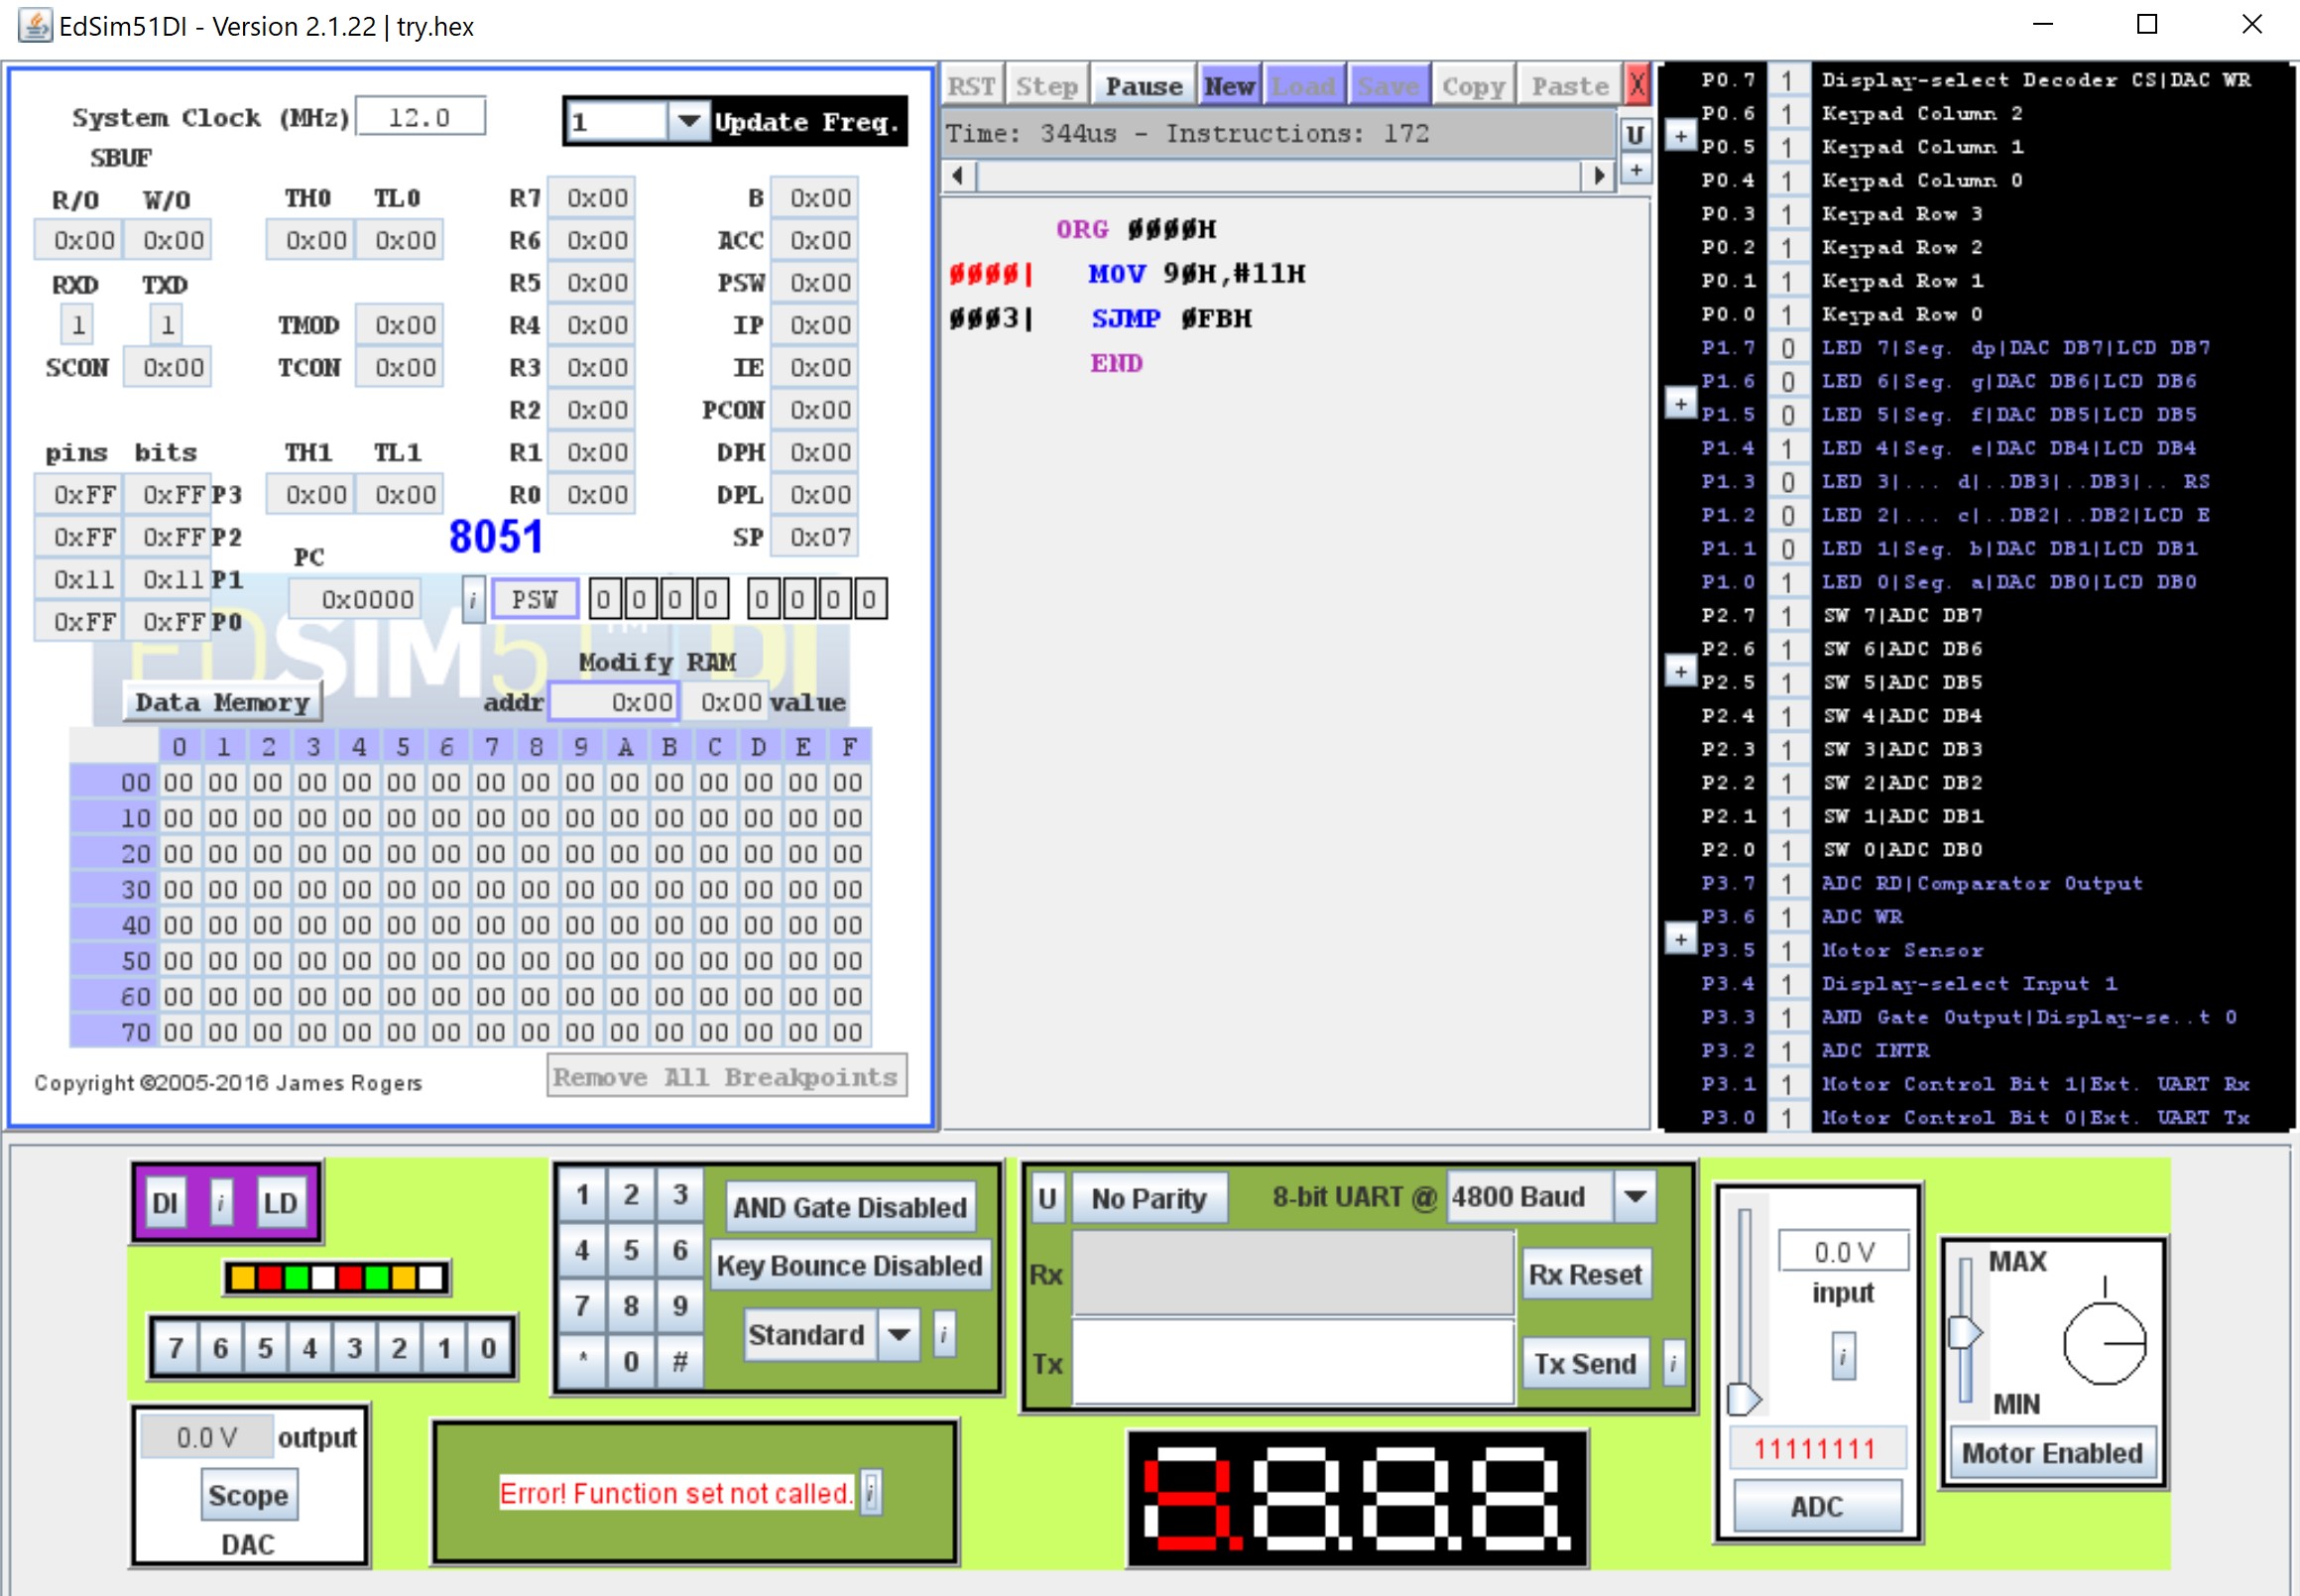 EdSim51DI - Version 2.1.22 | try.hex
System Clock (MHz) 12.0 1 Update Freq.
SBUF
R/O W/O TH0 TL0 R7 0x00 B 0x00
0x00 0x00 0x00 0x00 R6 0x00 ACC 0x00
RXD TXD R5 0x00 PSW 0x00
1 1 TMOD 0x00 R4 0x00 IP 0x00
SCON 0x00 TCON 0x00 R3 0x00 IE 0x00
R2 0x00 PCON 0x00
pins bits TH1 TL1 R1 0x00 DPH 0x00
0xFF 0xFF P3 0x00 0x00 R0 0x00 DPL 0x00
0xFF 0xFF P2 8051 SP 0x07
PC
0x11 0x11 P1 0x0000 i PSW 0 0 0 0 0 0 0 0
0xFF 0xFF P0
EDSIM51™ DI
Modify RAM
Data Memory addr 0x00 0x00 value
0 1 2 3 4 5 6 7 8 9 A B C D E F
00 00 00 00 00 00 00 00 00 00 00 00 00 00 00 00 00
10 00 00 00 00 00 00 00 00 00 00 00 00 00 00 00 00
20 00 00 00 00 00 00 00 00 00 00 00 00 00 00 00 00
30 00 00 00 00 00 00 00 00 00 00 00 00 00 00 00 00
40 00 00 00 00 00 00 00 00 00 00 00 00 00 00 00 00
50 00 00 00 00 00 00 00 00 00 00 00 00 00 00 00 00
60 00 00 00 00 00 00 00 00 00 00 00 00 00 00 00 00
70 00 00 00 00 00 00 00 00 00 00 00 00 00 00 00 00
Copyright ©2005-2016 James Rogers Remove All Breakpoints
RST Step Pause New Load Save Copy Paste X
Time: 344us - Instructions: 172 U
+
ORG 0000H
0000| MOV 90H,#11H
0003| SJMP 0FBH
END
P0.7 1 Display-select Decoder CS|DAC WR
P0.6 1 Keypad Column 2
+
P0.5 1 Keypad Column 1
P0.4 1 Keypad Column 0
P0.3 1 Keypad Row 3
P0.2 1 Keypad Row 2
P0.1 1 Keypad Row 1
P0.0 1 Keypad Row 0
P1.7 0 LED 7|Seg. dp|DAC DB7|LCD DB7
P1.6 0 LED 6|Seg. g|DAC DB6|LCD DB6
+
P1.5 0 LED 5|Seg. f|DAC DB5|LCD DB5
P1.4 1 LED 4|Seg. e|DAC DB4|LCD DB4
P1.3 0 LED 3|... d|..DB3|..DB3|.. RS
P1.2 0 LED 2|... c|..DB2|..DB2|LCD E
P1.1 0 LED 1|Seg. b|DAC DB1|LCD DB1
P1.0 1 LED 0|Seg. a|DAC DB0|LCD DB0
P2.7 1 SW 7|ADC DB7
P2.6 1 SW 6|ADC DB6
+
P2.5 1 SW 5|ADC DB5
P2.4 1 SW 4|ADC DB4
P2.3 1 SW 3|ADC DB3
P2.2 1 SW 2|ADC DB2
P2.1 1 SW 1|ADC DB1
P2.0 1 SW 0|ADC DB0
P3.7 1 ADC RD|Comparator Output
P3.6 1 ADC WR
+
P3.5 1 Motor Sensor
P3.4 1 Display-select Input 1
P3.3 1 AND Gate Output|Display-se..t 0
P3.2 1 ADC INTR
P3.1 1 Motor Control Bit 1|Ext. UART Rx
P3.0 1 Motor Control Bit 0|Ext. UART Tx
DI i LD
7 6 5 4 3 2 1 0
0.0 V output
Scope
DAC
1 2 3
4 5 6
7 8 9
* 0 #
AND Gate Disabled
Key Bounce Disabled
Standard i
Error! Function set not called. i
U No Parity 8-bit UART @ 4800 Baud
Rx Rx Reset
Tx Tx Send i
8.8.8.8.
0.0 V
input
i
11111111
ADC
MAX
MIN
Motor Enabled